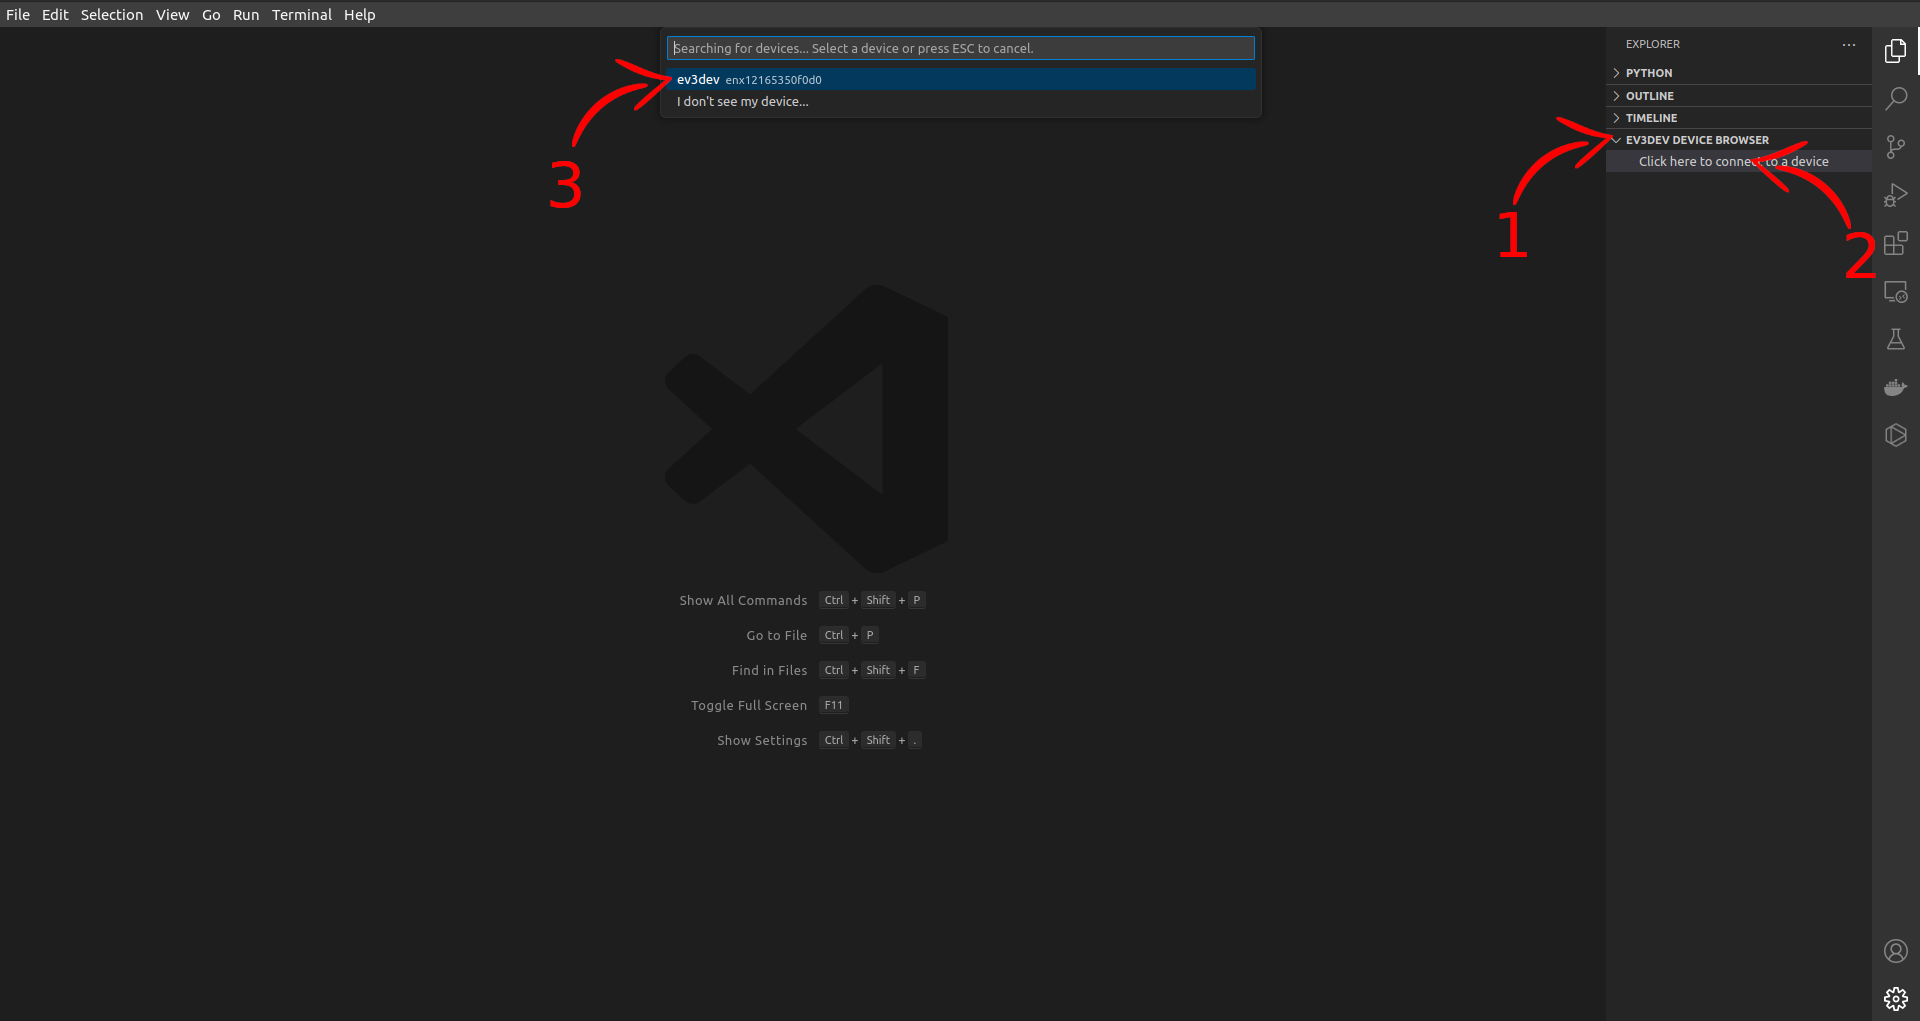 File Edit Selection View Go Run Terminal Help
Searching for devices... Select a device or press ESC to cancel.
ev3dev enx12165350f0d0
I don't see my device...
3
EXPLORER
PYTHON
OUTLINE
TIMELINE
EV3DEV DEVICE BROWSER
Click here to connect to a device
1
2
Show All Commands Ctrl + Shift + P
Go to File Ctrl + P
Find in Files Ctrl + Shift + F
Toggle Full Screen F11
Show Settings Ctrl + Shift + .